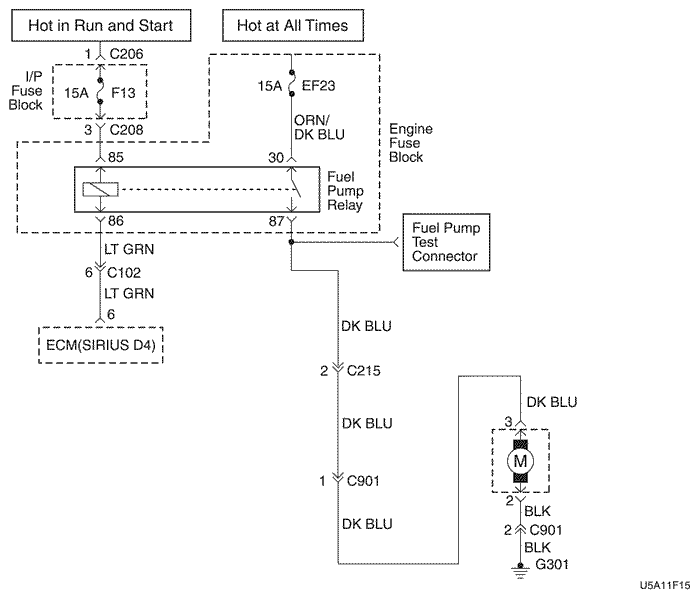 Hot in Run and Start
Hot at All Times
1 C206
I/P
Fuse
Block
15A F13
15A EF23
3 C208
ORN/
DK BLU
Engine
Fuse
Block
85
30
Fuel
Pump
Relay
86
87
LT GRN
Fuel Pump
Test
Connector
6 C102
LT GRN
6
ECM(SIRIUS D4)
DK BLU
2 C215
DK BLU
DK BLU
3
M
1 C901
2
BLK
DK BLU
2 C901
BLK
G301
U5A11F15